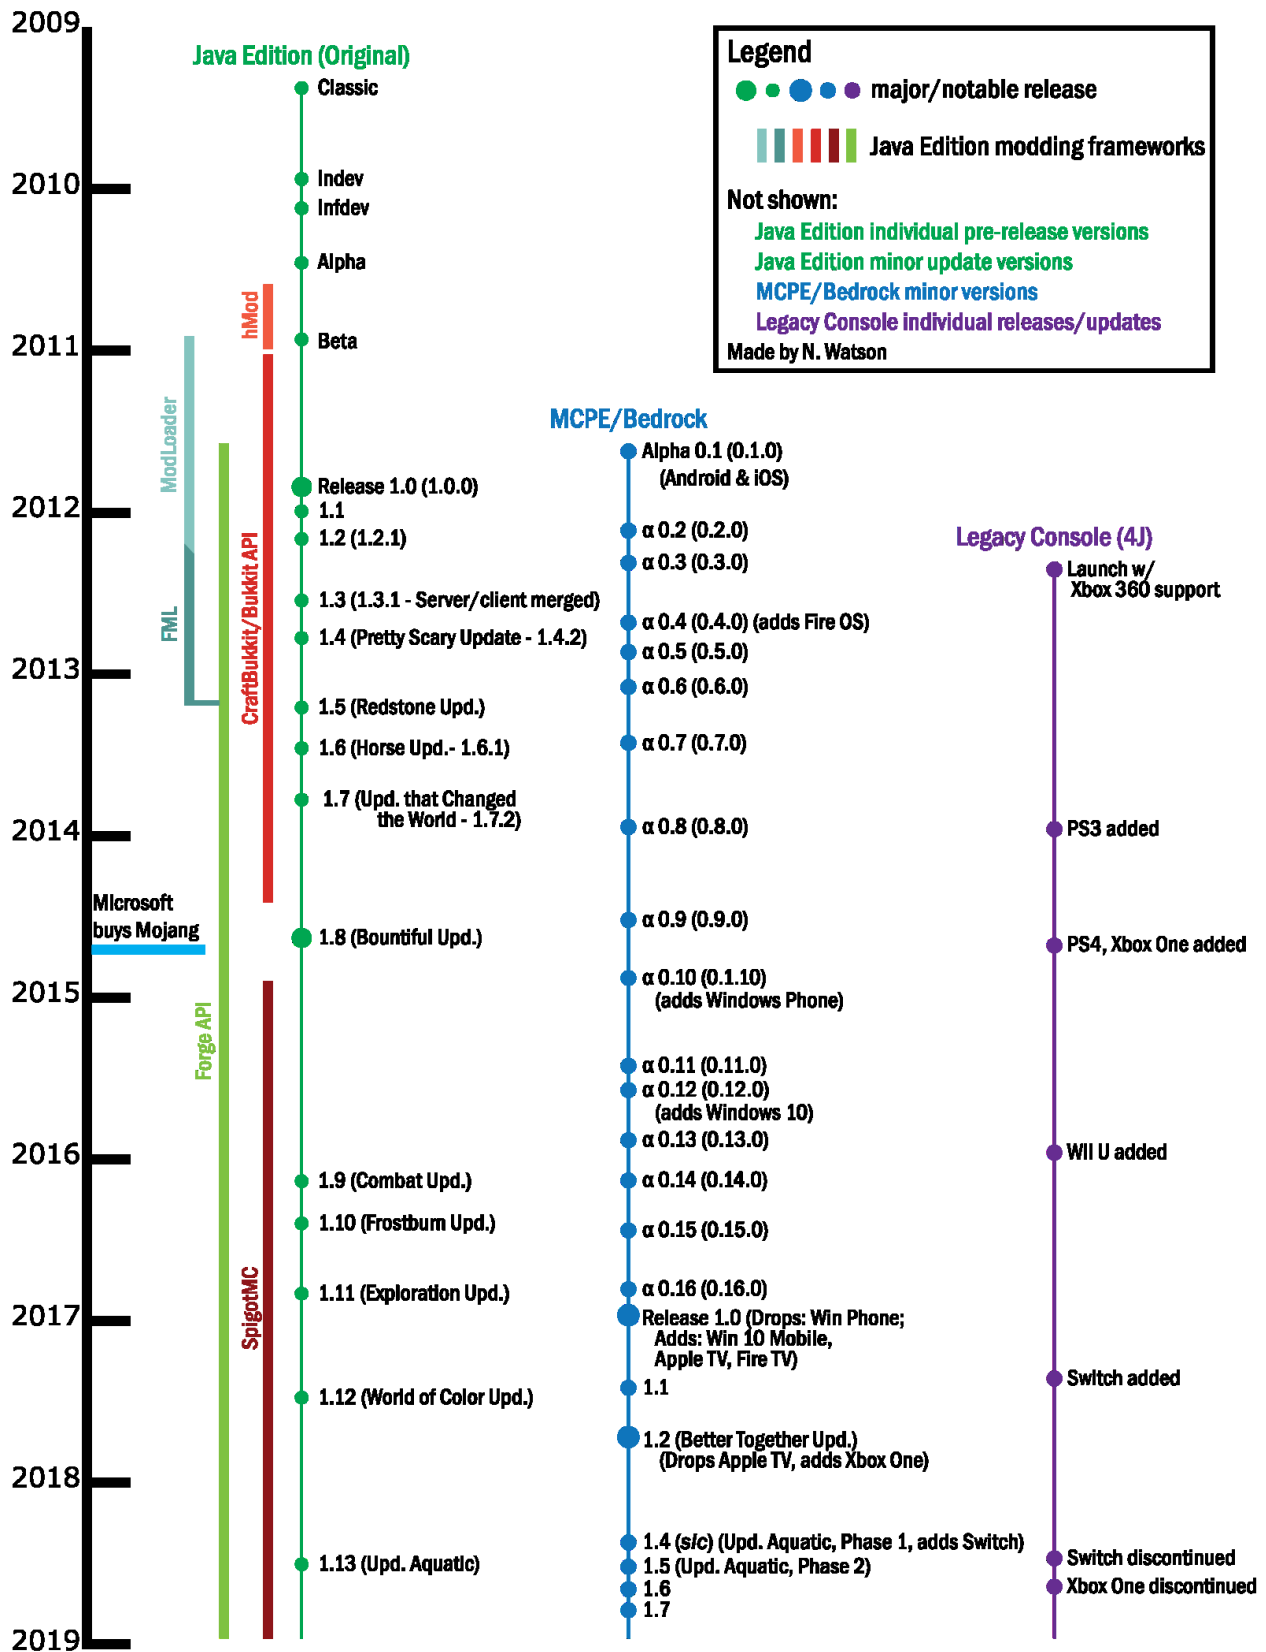 2009
2010
2011
2012
2013
2014
2015
2016
2017
2018
2019
Microsoft
buys Mojang
ModLoader
FML
Forge API
hMod
CraftBukkit/Bukkit API
SpigotMC
Java Edition (Original)
Classic
Indev
Infdev
Alpha
Beta
Release 1.0 (1.0.0)
1.1
1.2 (1.2.1)
1.3 (1.3.1 - Server/client merged)
1.4 (Pretty Scary Update - 1.4.2)
1.5 (Redstone Upd.)
1.6 (Horse Upd.- 1.6.1)
1.7 (Upd. that Changed
the World - 1.7.2)
1.8 (Bountiful Upd.)
1.9 (Combat Upd.)
1.10 (Frostburn Upd.)
1.11 (Exploration Upd.)
1.12 (World of Color Upd.)
1.13 (Upd. Aquatic)
MCPE/Bedrock
Alpha 0.1 (0.1.0)
(Android & iOS)
α 0.2 (0.2.0)
α 0.3 (0.3.0)
α 0.4 (0.4.0) (adds Fire OS)
α 0.5 (0.5.0)
α 0.6 (0.6.0)
α 0.7 (0.7.0)
α 0.8 (0.8.0)
α 0.9 (0.9.0)
α 0.10 (0.1.10)
(adds Windows Phone)
α 0.11 (0.11.0)
α 0.12 (0.12.0)
(adds Windows 10)
α 0.13 (0.13.0)
α 0.14 (0.14.0)
α 0.15 (0.15.0)
α 0.16 (0.16.0)
Release 1.0 (Drops: Win Phone;
Adds: Win 10 Mobile,
Apple TV, Fire TV)
1.1
1.2 (Better Together Upd.)
(Drops Apple TV, adds Xbox One)
1.4 (sic) (Upd. Aquatic, Phase 1, adds Switch)
1.5 (Upd. Aquatic, Phase 2)
1.6
1.7
Legacy Console (4J)
Launch w/
Xbox 360 support
PS3 added
PS4, Xbox One added
Wii U added
Switch added
Switch discontinued
Xbox One discontinued
Legend
major/notable release
Java Edition modding frameworks
Not shown:
Java Edition individual pre-release versions
Java Edition minor update versions
MCPE/Bedrock minor versions
Legacy Console individual releases/updates
Made by N. Watson